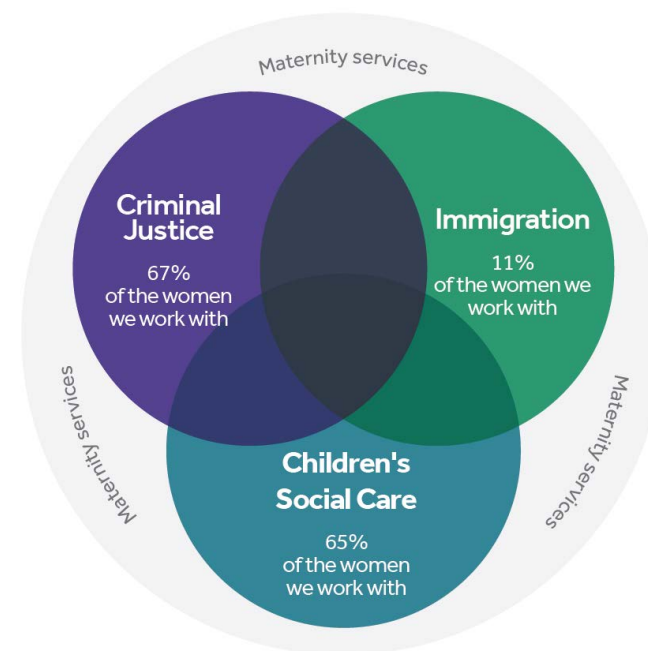 Maternity services
Criminal
Justice
67%
of the women
we work with
Immigration
11%
of the women we
work with
Maternity services
Maternity services
Children's
Social Care
65%
of the women
we work with